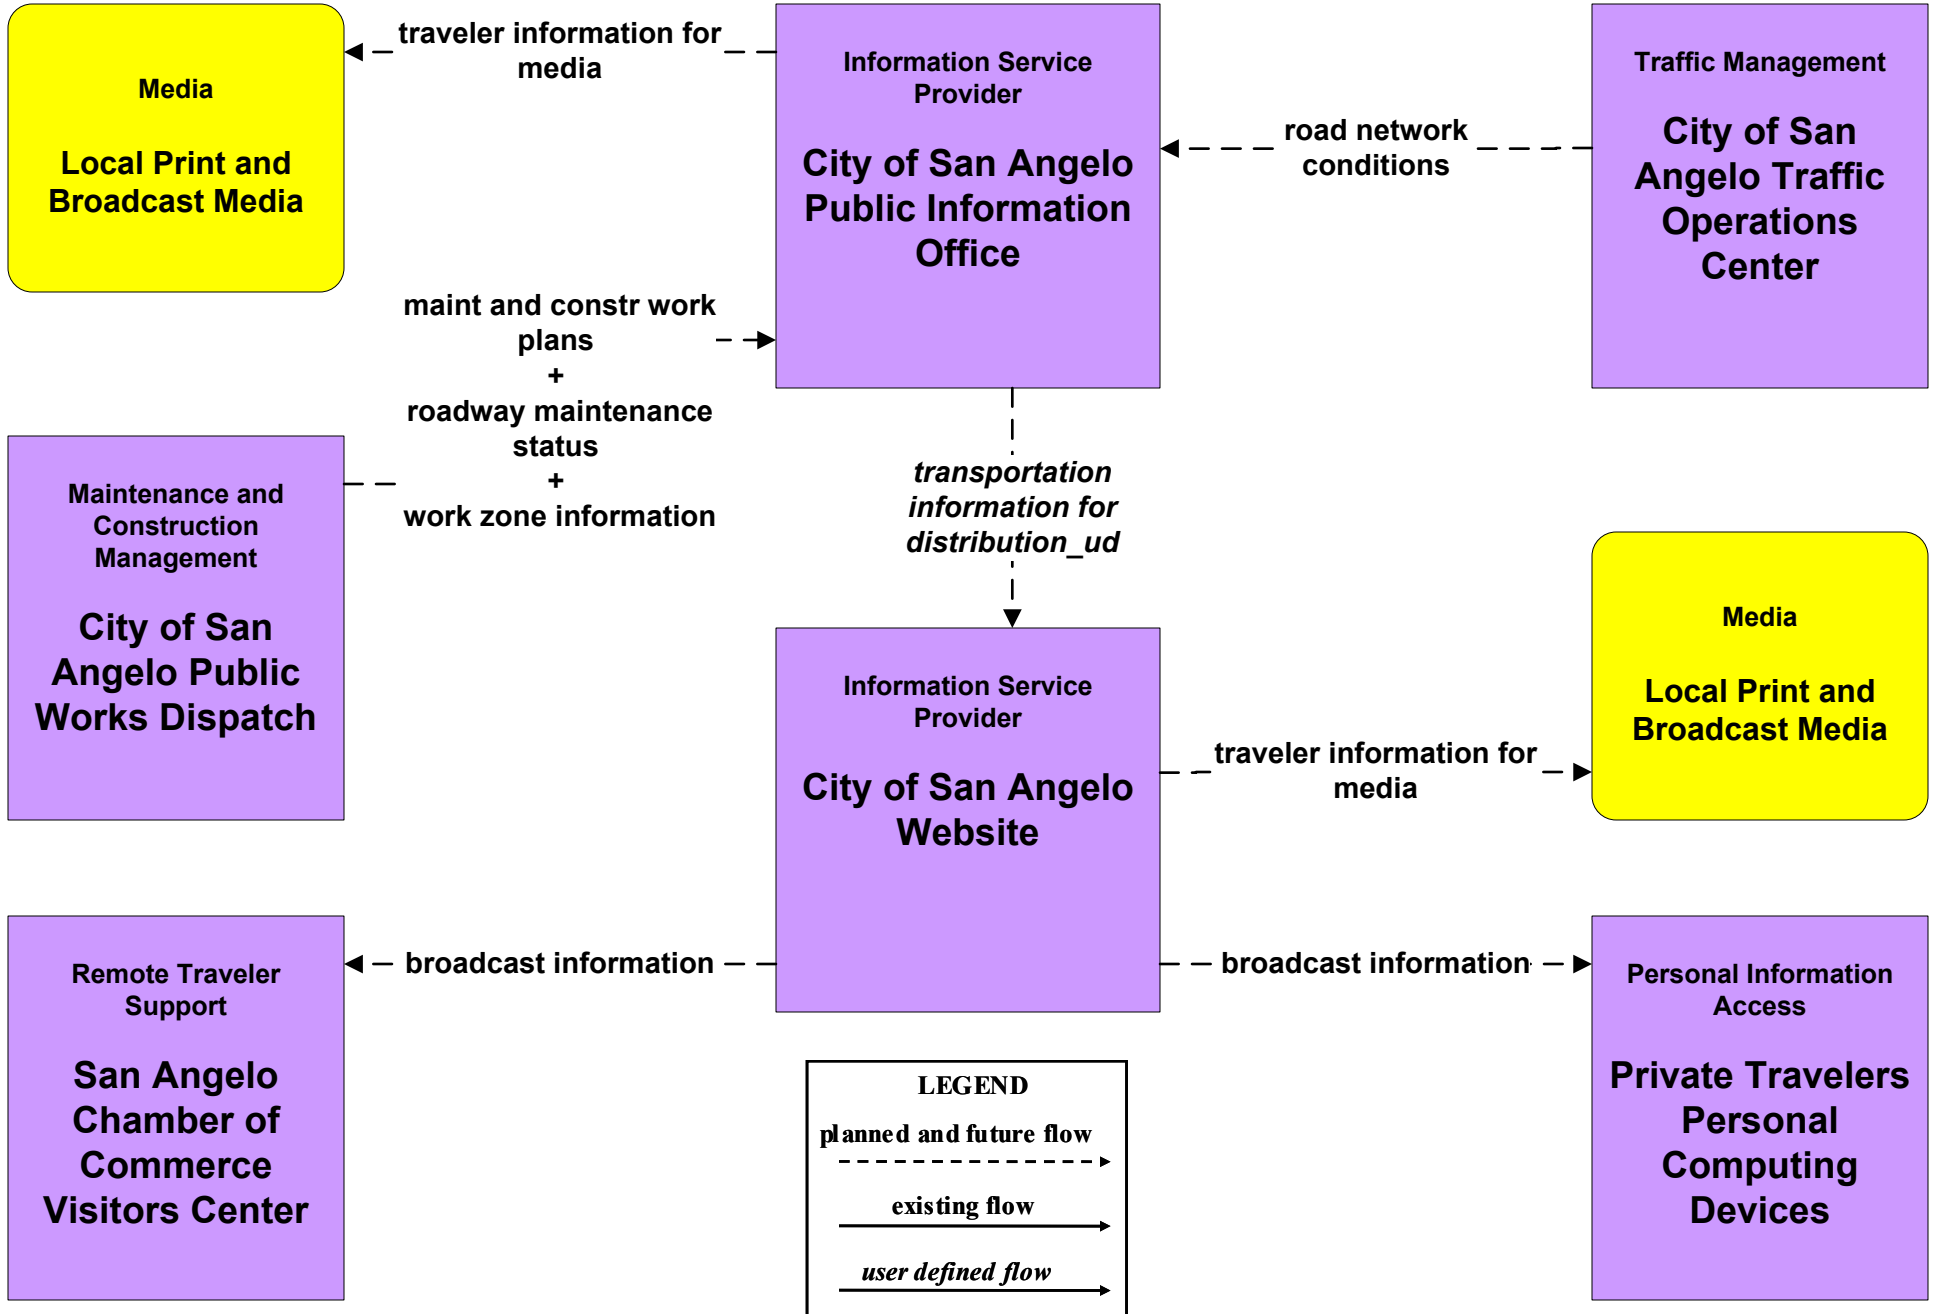 Media
Local Print and
Broadcast Media
traveler information for
media
Information Service
Provider
City of San Angelo
Public Information
Office
road network
conditions
Traffic Management
City of San
Angelo Traffic
Operations
Center
maint and constr work
plans
+
roadway maintenance
status
+
work zone information
Maintenance and
Construction
Management
City of San
Angelo Public
Works Dispatch
transportation
information for
distribution_ud
Information Service
Provider
City of San Angelo
Website
traveler information for
media
Media
Local Print and
Broadcast Media
Remote Traveler
Support
San Angelo
Chamber of
Commerce
Visitors Center
broadcast information
broadcast information
Personal Information
Access
Private Travelers
Personal
Computing
Devices
LEGEND
planned and future flow
existing flow
user defined flow